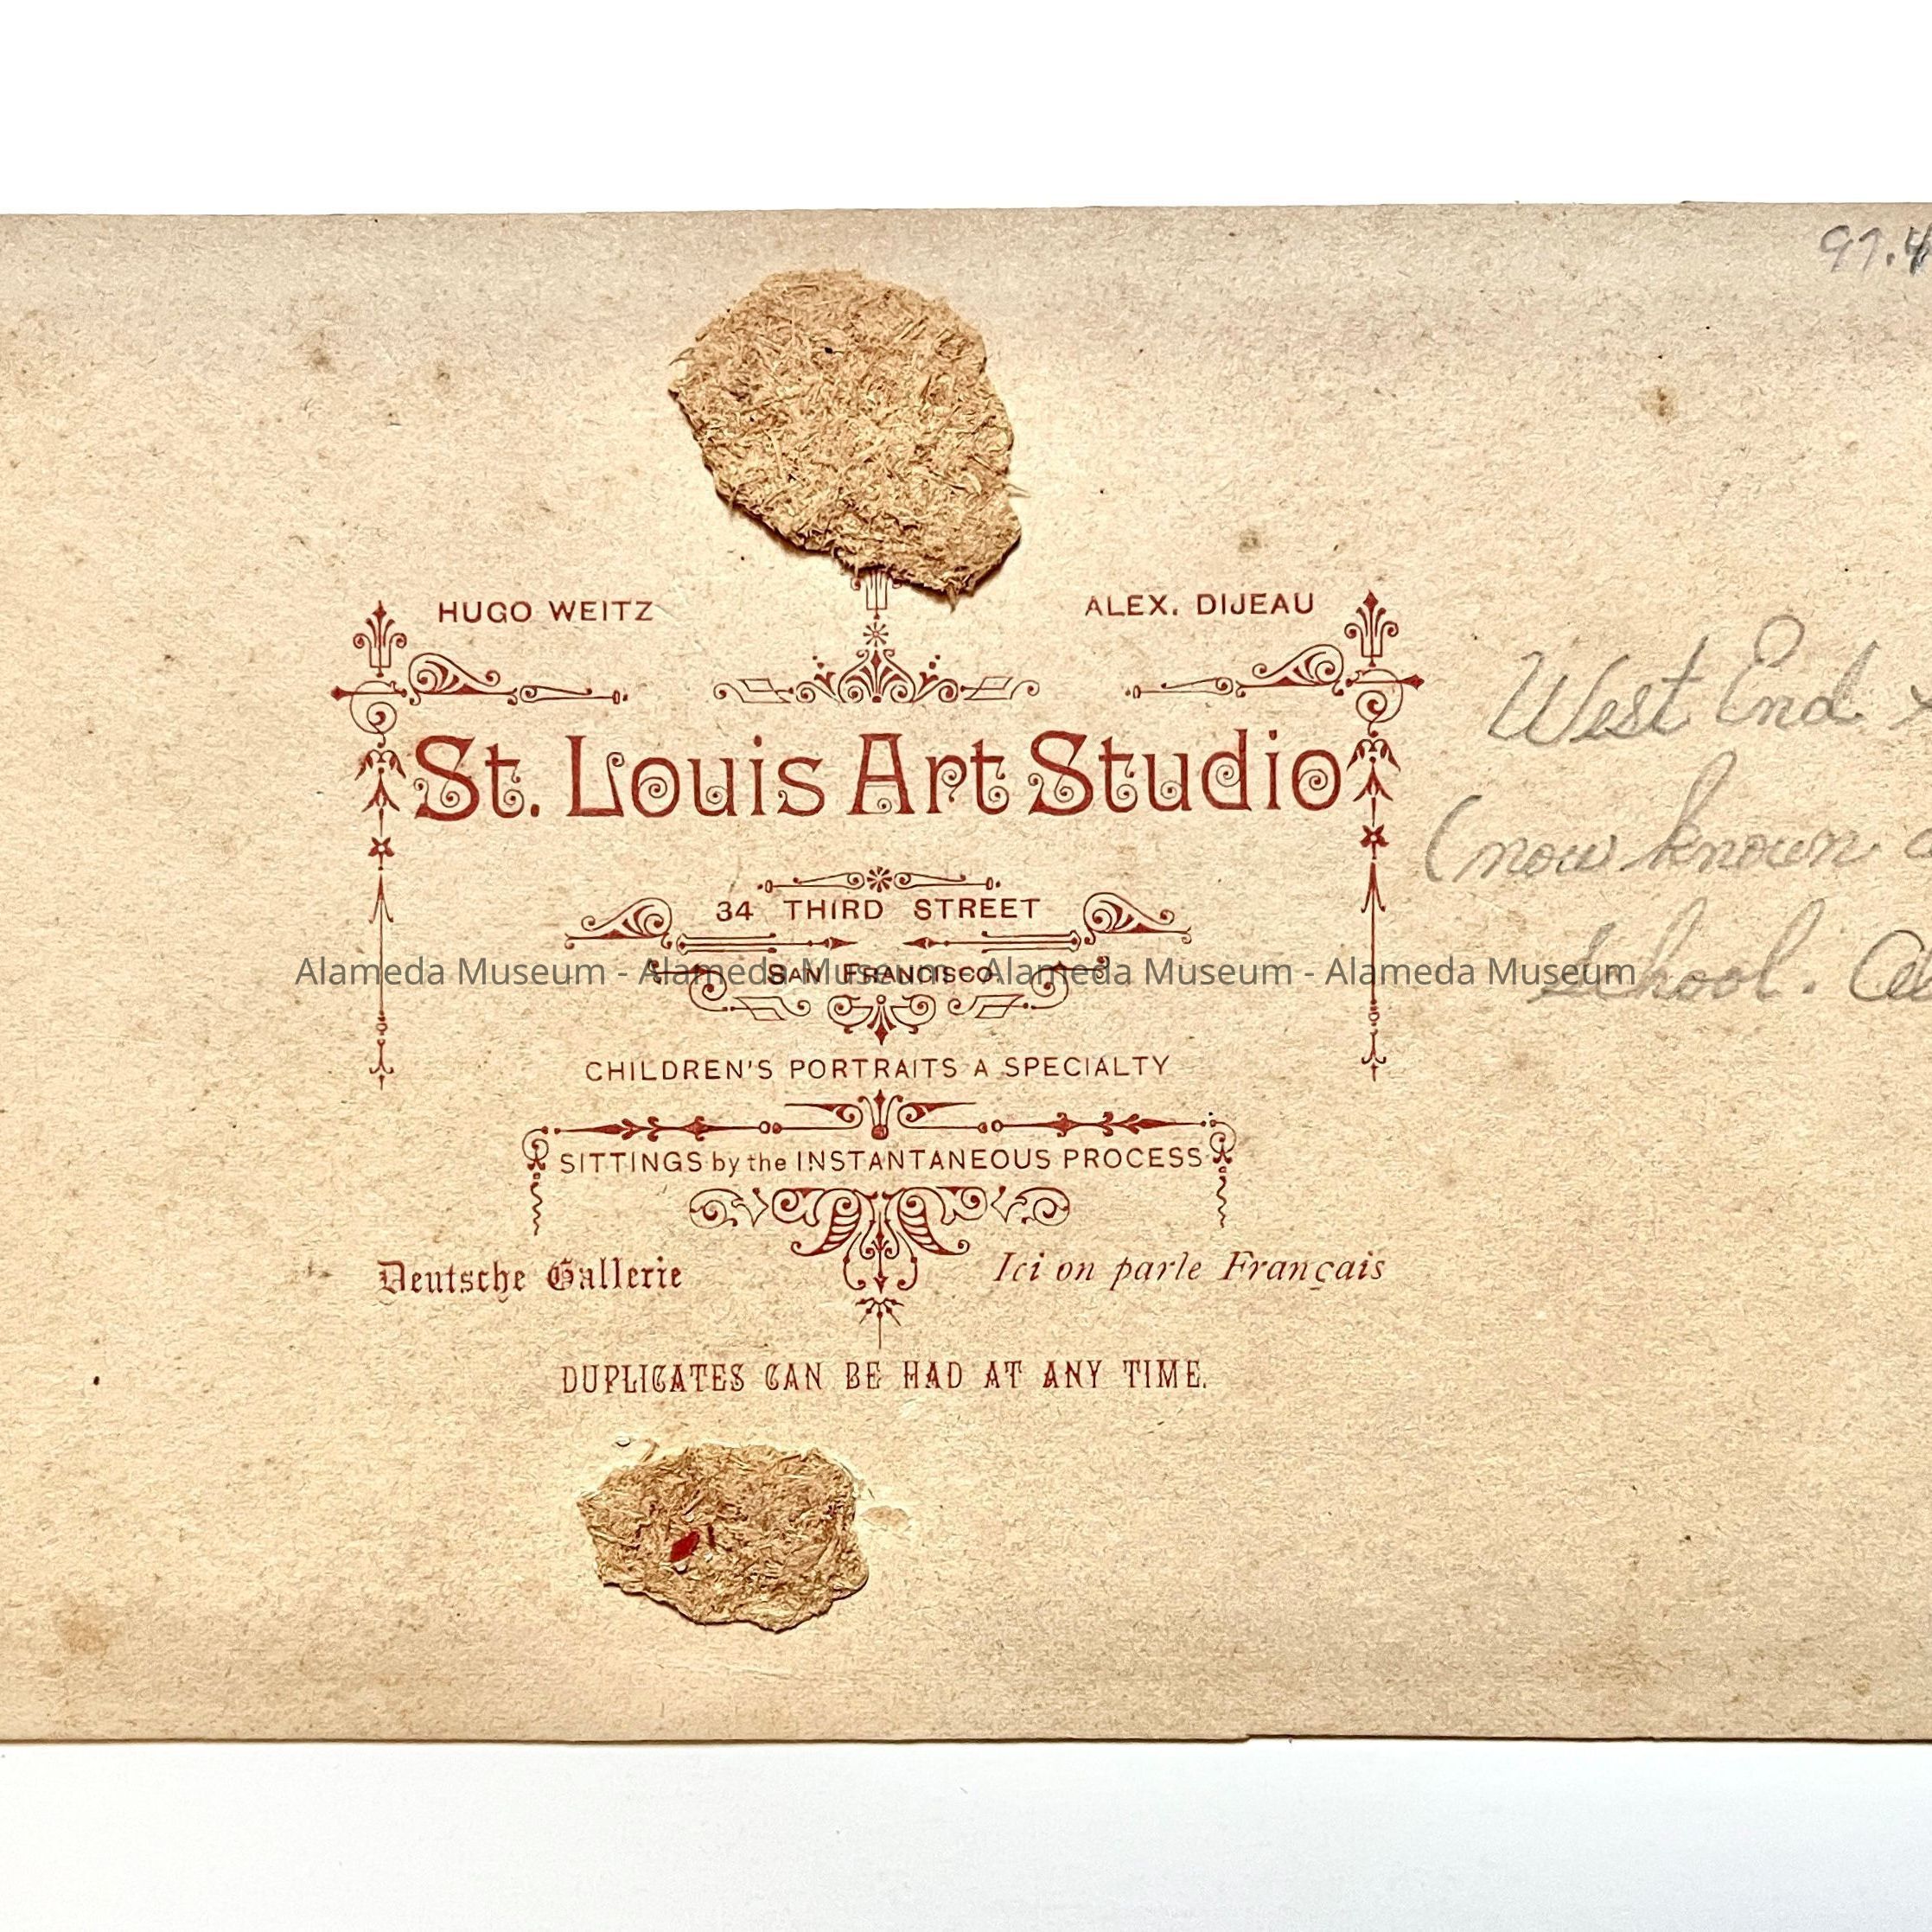 97.4
HUGO WEITZ
ALEX. DIJEAU
St. Louis Art Studio
34 THIRD STREET
SAN FRANCISCO
CHILDREN'S PORTRAITS A SPECIALTY
SITTINGS by the INSTANTANEOUS PROCESS
Deutsche Gallerie
Ici on parle Français
DUPLICATES CAN BE HAD AT ANY TIME.
West End
(now known
School.
Alameda Museum - Alameda Museum - Alameda Museum - Alameda Museum